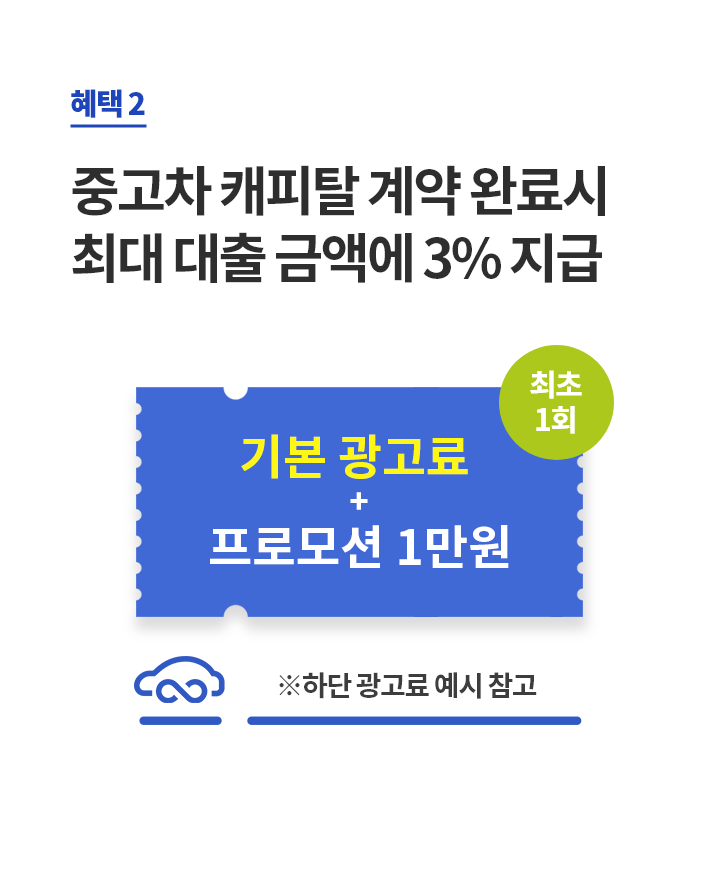 혜택 2
중고차 캐피탈 계약 완료시
최대 대출 금액에 3% 지급
최초
1회
기본 광고료
+
프로모션 1만원
※하단 광고료 예시 참고